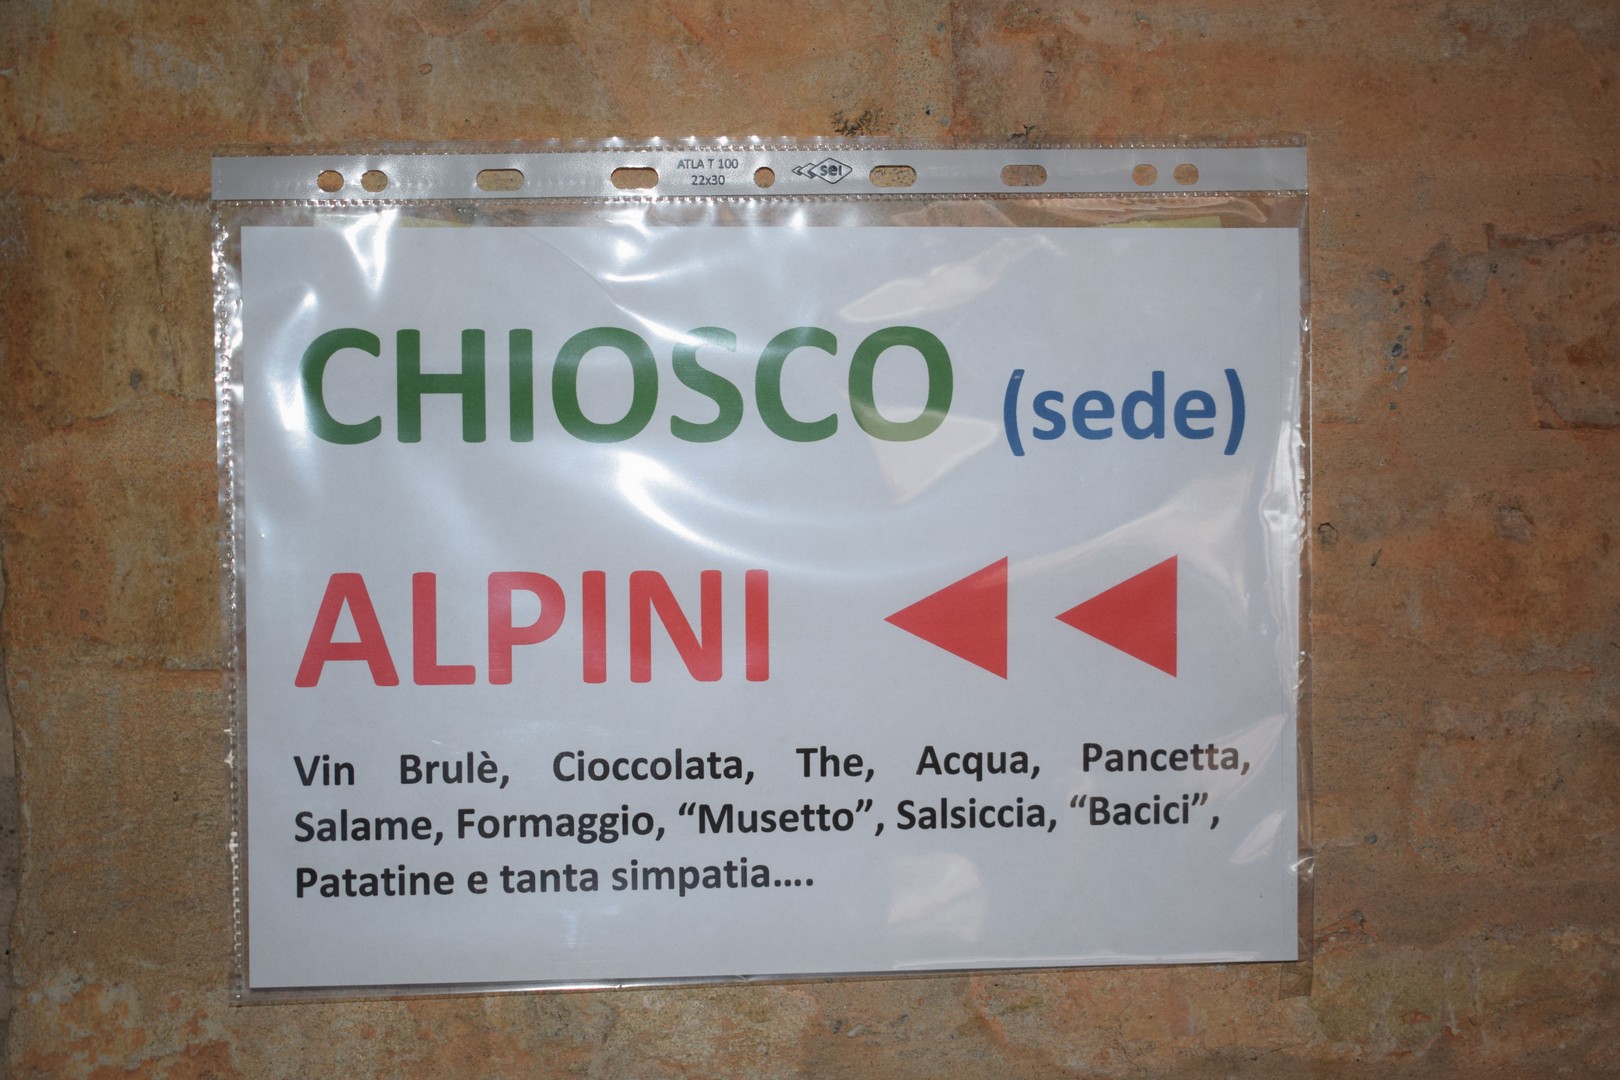 ATLA T 100
22x30
sei
CHIOSCO (sede)
ALPINI
Vin Brulè, Cioccolata, The, Acqua, Pancetta,
Salame, Formaggio, “Musetto”, Salsiccia, “Bacici”,
Patatine e tanta simpatia....